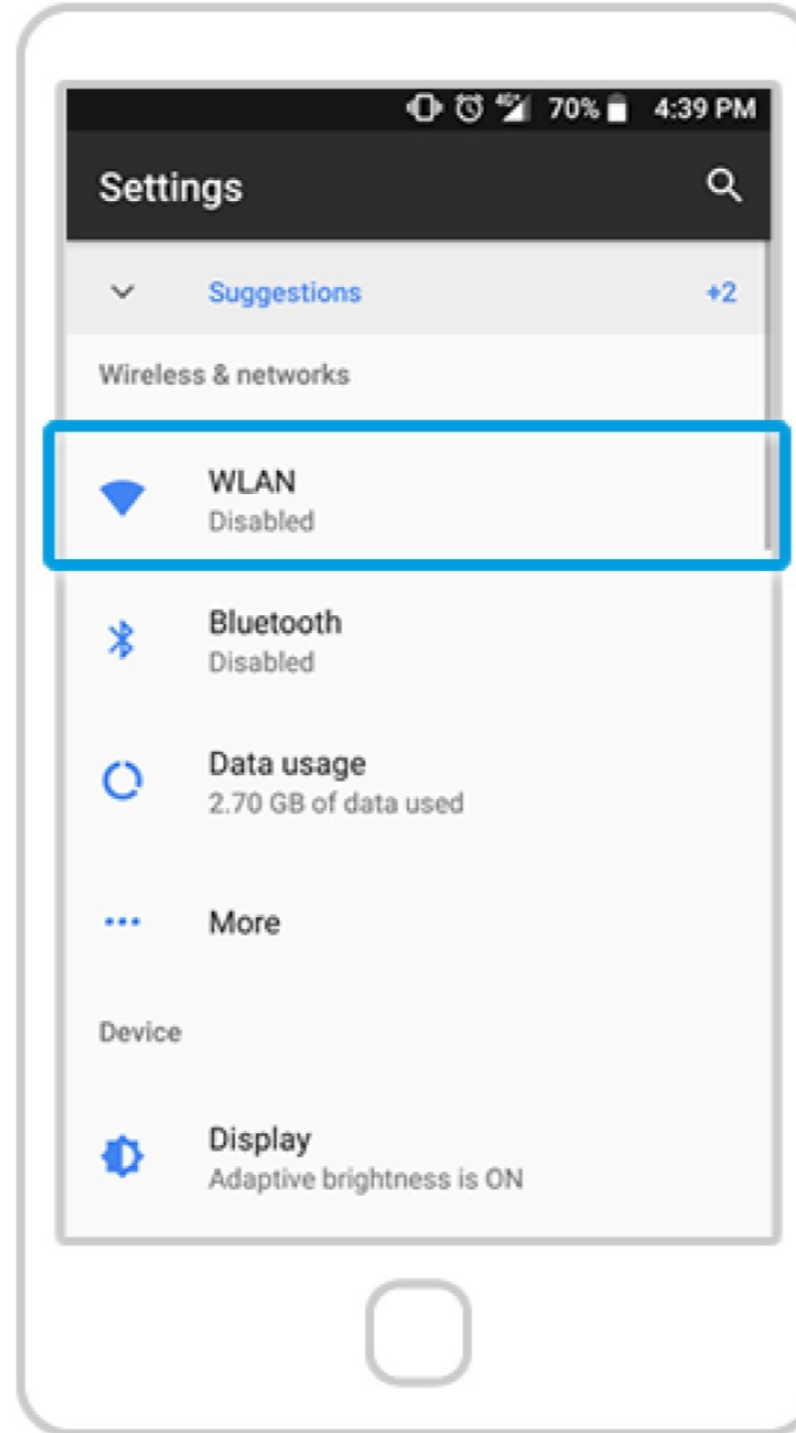 70% 4:39 PM
Settings
Suggestions +2
Wireless & networks
WLAN
Disabled
Bluetooth
Disabled
Data usage
2.70 GB of data used
More
Device
Display
Adaptive brightness is ON